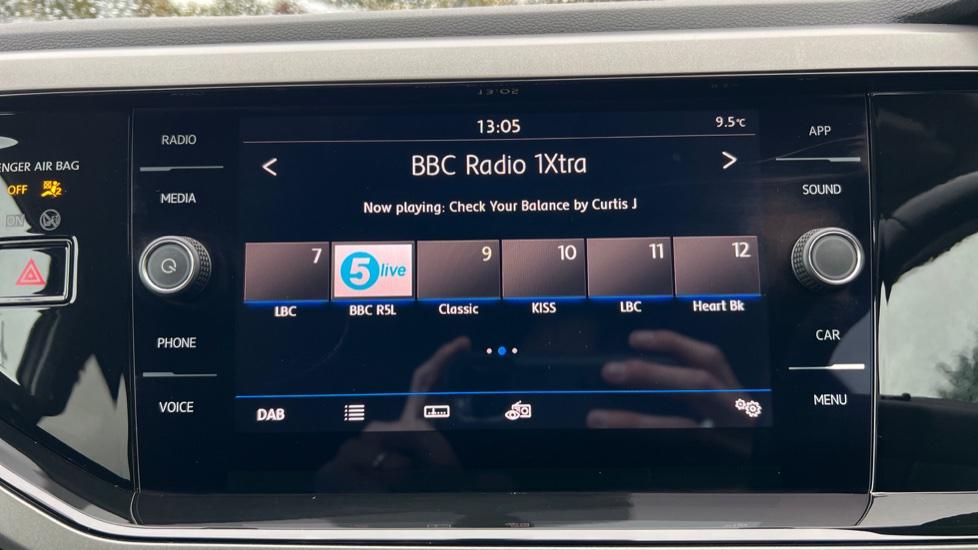 13:05
9.5°C
RADIO
APP
< BBC Radio 1Xtra >
ENGER AIR BAG
OFF 2
MEDIA
SOUND
Now playing: Check Your Balance by Curtis J
ON
7 5 live 9 10 11 12
LBC BBC R5L Classic KISS LBC Heart Bk
PHONE
CAR
VOICE
MENU
DAB